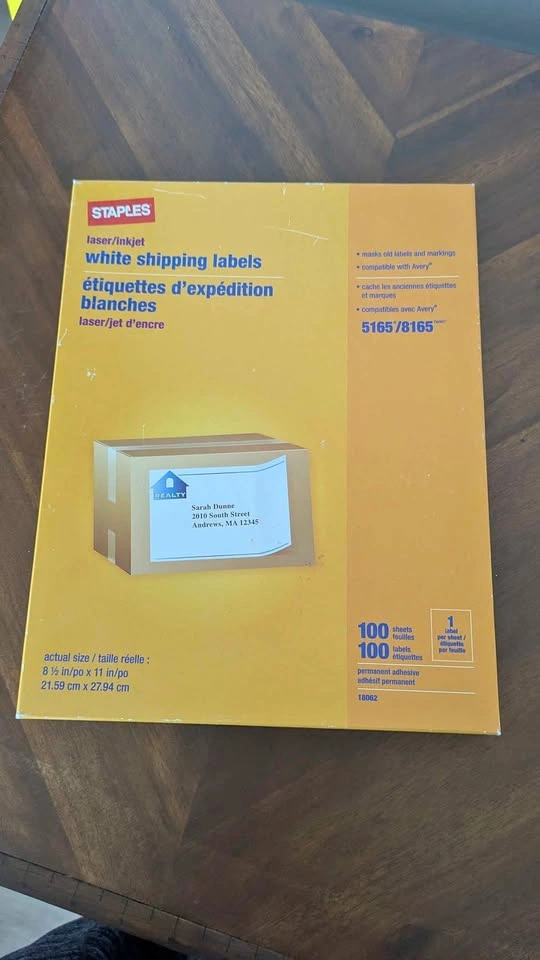 STAPLES
laser/inkjet
white shipping labels
étiquettes d'expédition
blanches
laser/jet d'encre
• masks old labels and markings
• compatible with Avery®
• cache les anciennes étiquettes
et marques
• compatibles avec Avery®
5165®/8165
REALTY
Sarah Dunne
2010 South Street
Andrews, MA 12345
actual size / taille réelle :
8 ½ in/po x 11 in/po
21.59 cm x 27.94 cm
100 sheets
feuilles
100 labels
étiquettes
1
label
per sheet /
étiquette
par feuille
permanent adhesive
adhésif permanent
18062